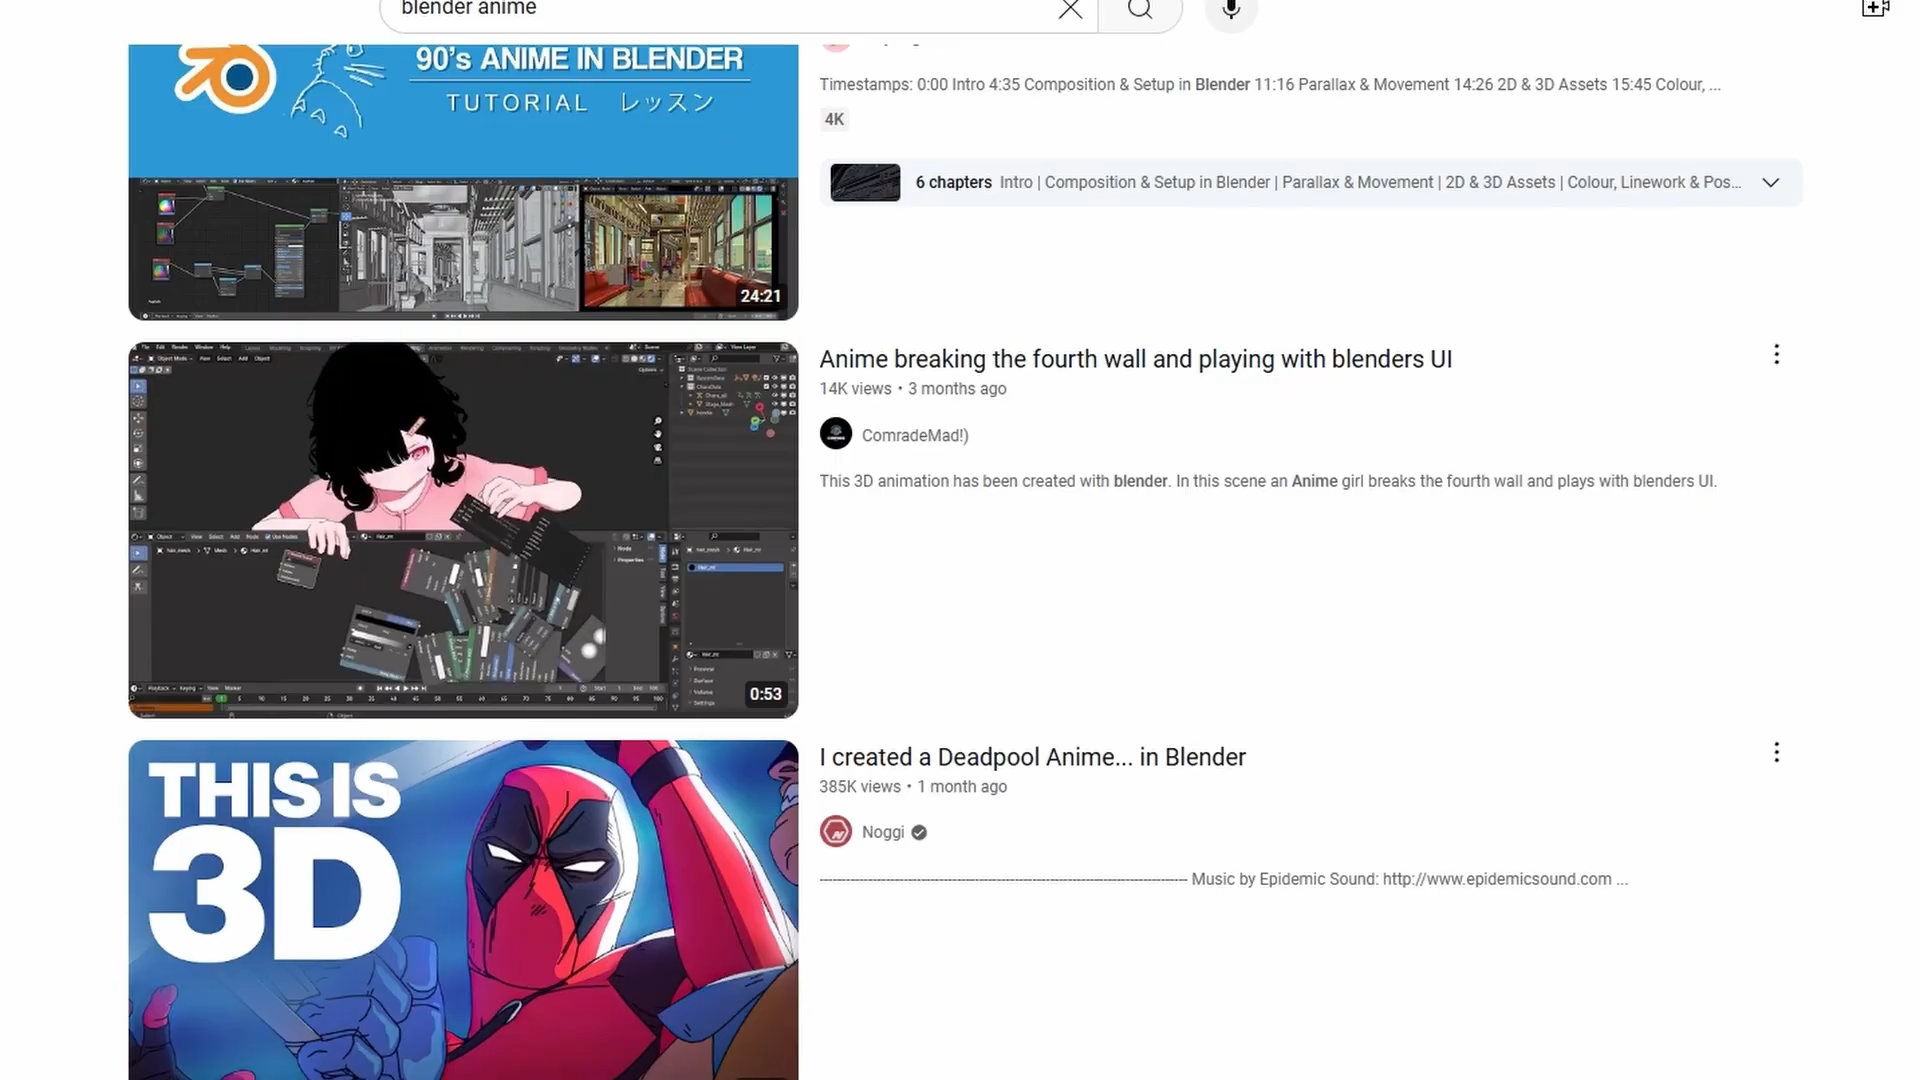 blender anime
90's ANIME IN BLENDER
TUTORIAL レッスン
24:21
Timestamps: 0:00 Intro 4:35 Composition & Setup in Blender 11:16 Parallax & Movement 14:26 2D & 3D Assets 15:45 Colour, ...
4K
6 chapters Intro | Composition & Setup in Blender | Parallax & Movement | 2D & 3D Assets | Colour, Linework & Pos...
Anime breaking the fourth wall and playing with blenders UI
14K views • 3 months ago
ComradeMad!)
This 3D animation has been created with blender. In this scene an Anime girl breaks the fourth wall and plays with blenders UI.
0:53
THIS IS
3D
I created a Deadpool Anime... in Blender
385K views • 1 month ago
Noggi
Music by Epidemic Sound: http://www.epidemicsound.com ...